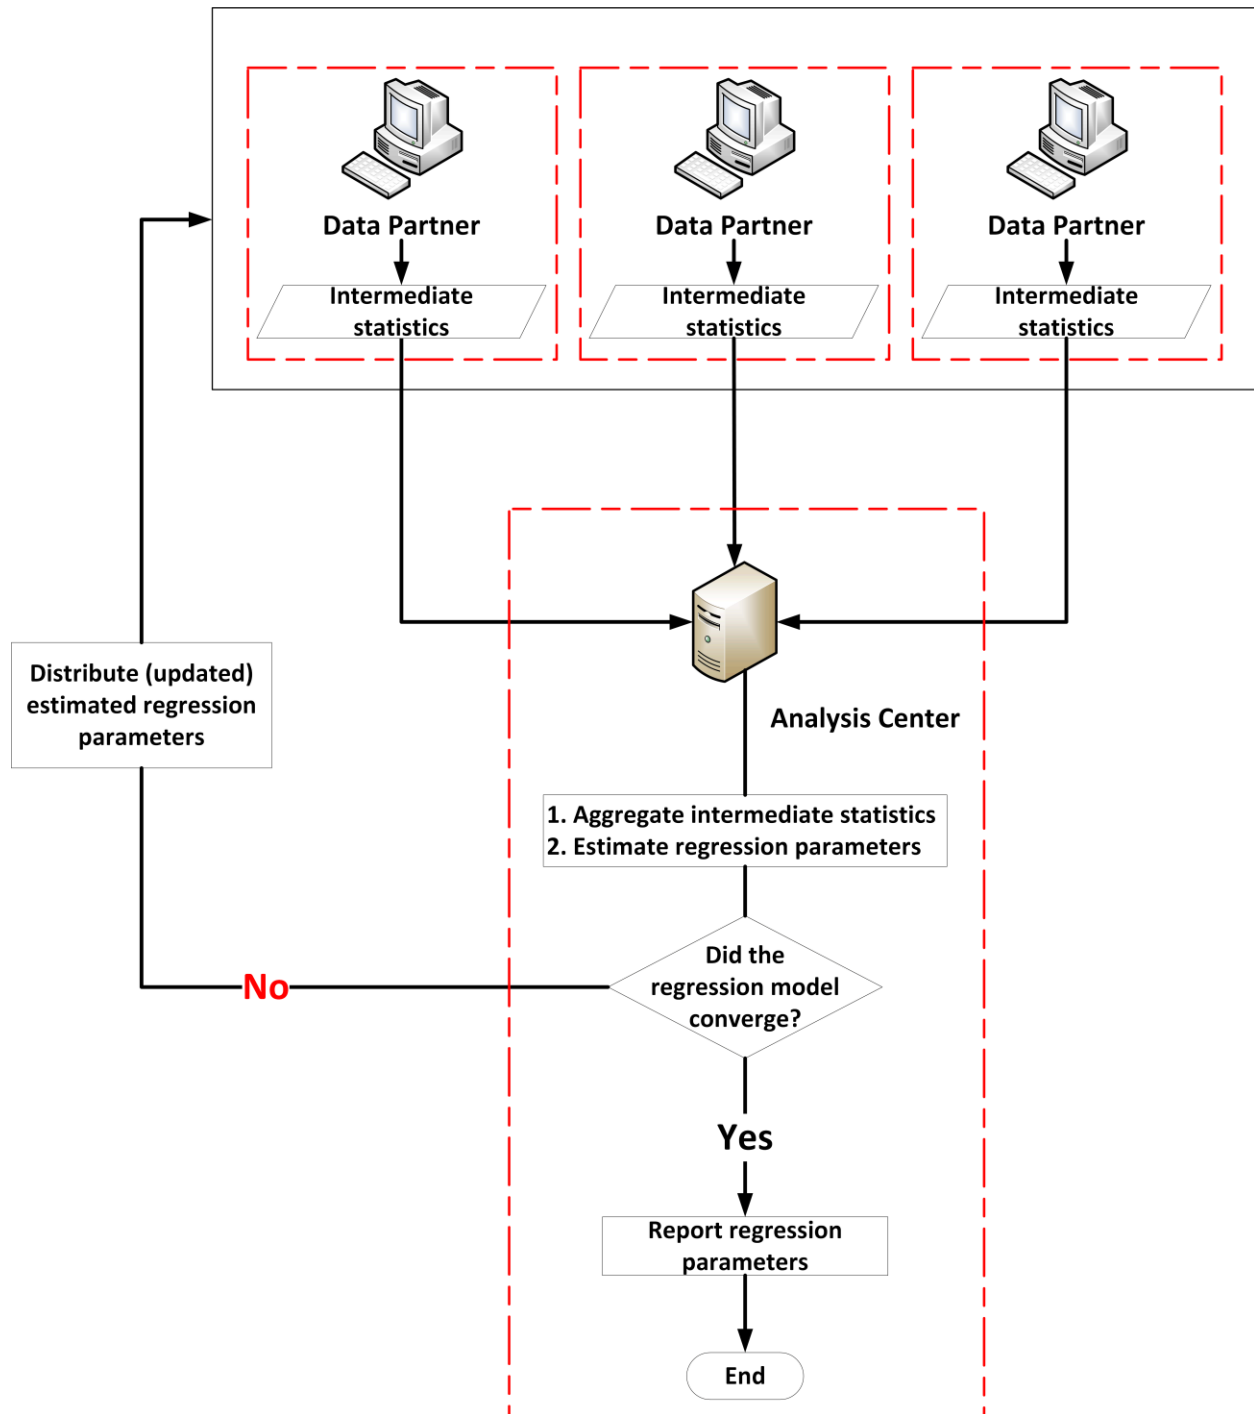 Data Partner
Data Partner
Data Partner
Intermediate
statistics
Intermediate
statistics
Intermediate
statistics
Distribute (updated)
estimated regression
parameters
Analysis Center
1. Aggregate intermediate statistics
2. Estimate regression parameters
Did the
regression model
converge?
No
Yes
Report regression
parameters
End